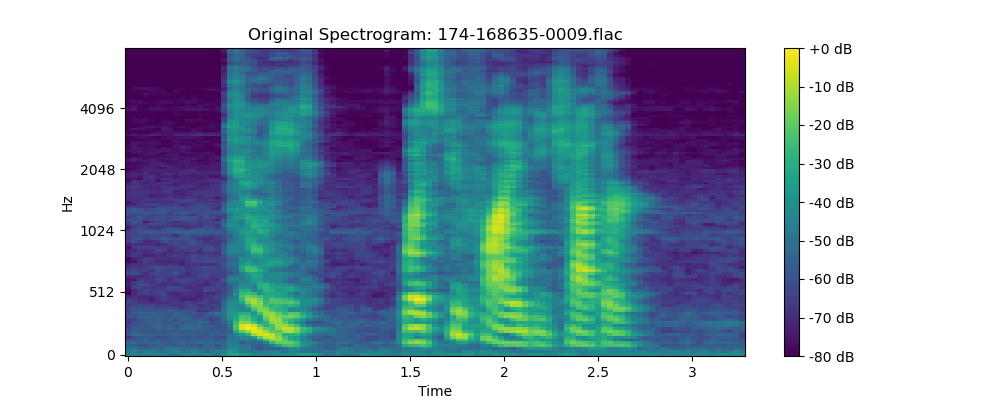 Original Spectrogram: 174-168635-0009.flac
Hz
4096
2048
1024
512
0
0
0.5
1
1.5
2
2.5
3
Time
+0 dB
-10 dB
-20 dB
-30 dB
-40 dB
-50 dB
-60 dB
-70 dB
-80 dB